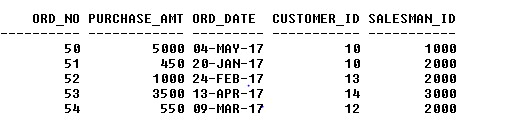 ORD_NO PURCHASE_AMT ORD_DATE CUSTOMER_ID SALESMAN_ID
---------- ------------ --------- ----------- -----------
50 5000 04-MAY-17 10 1000
51 450 20-JAN-17 10 2000
52 1000 24-FEB-17 13 2000
53 3500 13-APR-17 14 3000
54 550 09-MAR-17 12 2000